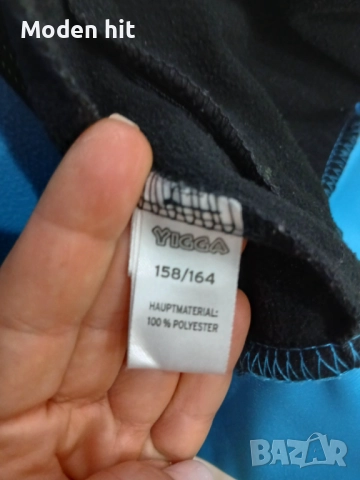 Moden hit
YIGGA
158/164
HAUPTMATERIAL:
100 % POLYESTER
BAZAR